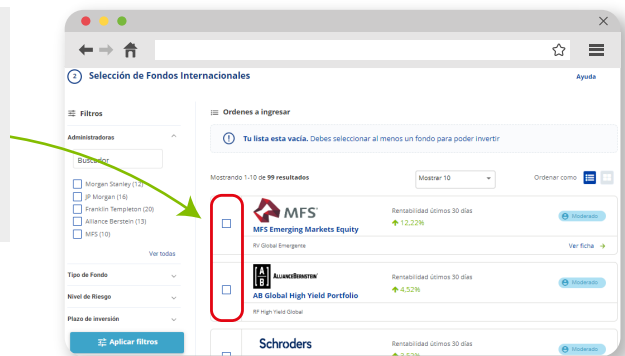 2 Selección de Fondos Internacionales
Ayuda
Filtros
Administradoras
Buscador
Morgan Stanley (12)
JP Morgan (16)
Franklin Templeton (20)
Alliance Berstein (13)
MFS (10)
Ver todas
Tipo de Fondo
Nivel de Riesgo
Plazo de inversión
Aplicar filtros
Ordenes a ingresar
Tu lista esta vacía. Debes seleccionar al menos un fondo para poder invertir
Mostrando 1-10 de 99 resultados
Mostrar 10
Ordenar como
MFS
MFS Emerging Markets Equity
Rentabilidad útimos 30 días
12,22%
Moderado
RV Global Emergente
Ver ficha
[A]
[B]
ALLIANCEBERNSTEIN
AB Global High Yield Portfolio
Rentabilidad útimos 30 días
4,52%
Moderado
RF High Yield Global
Schroders
Rentabilidad útimos 30 días
Moderado